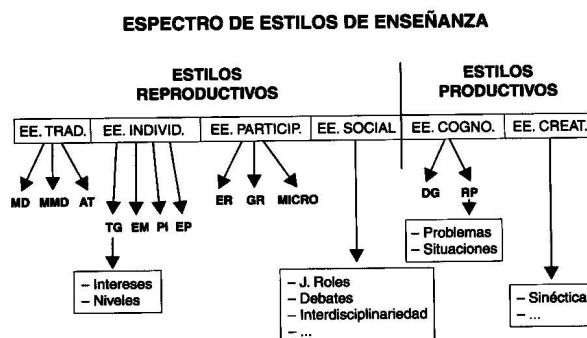 ESPECTRO DE ESTILOS DE ENSEÑANZA
ESTILOS
REPRODUCTIVOS
ESTILOS
PRODUCTIVOS
EE. TRAD.
EE. INDIVID.
EE. PARTICIP.
EE. SOCIAL
EE. COGNO.
EE. CREAT.
MD
MMD
AT
TG
EM
PI
EP
ER
GR
MICRO
DG
RP
– Intereses
– Niveles
– J. Roles
– Debates
– Interdisciplinariedad
– ...
– Problemas
– Situaciones
– Sinéctica
– ...